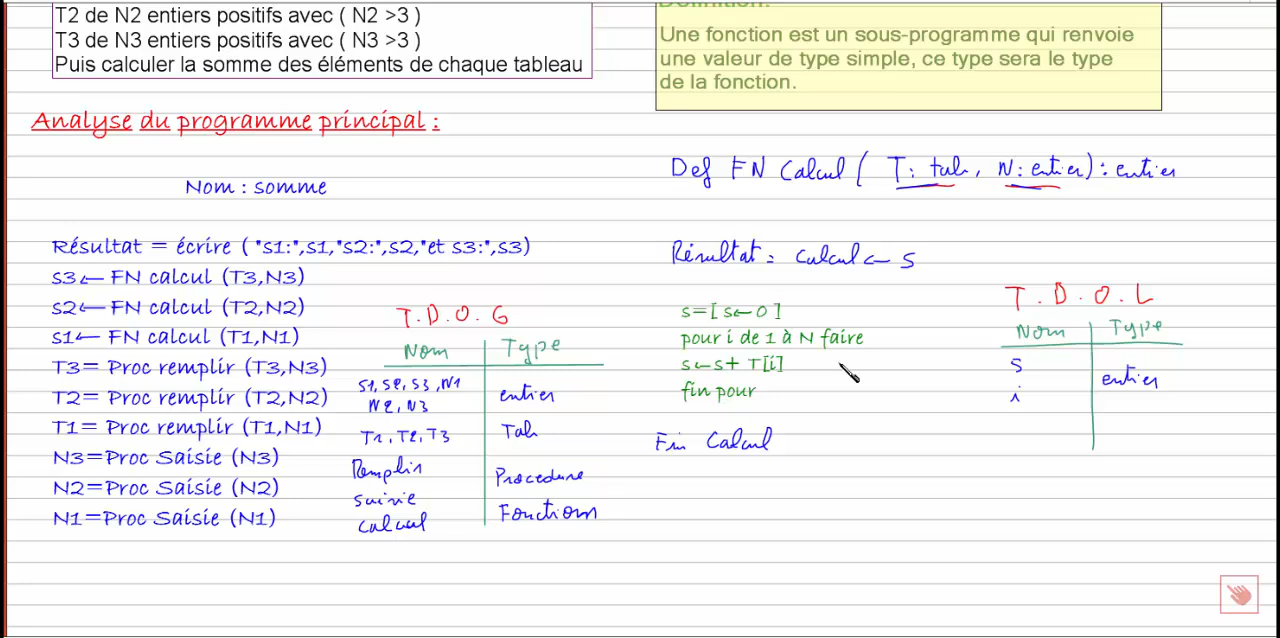 T2 de N2 entiers positifs avec ( N2 >3 )
T3 de N3 entiers positifs avec ( N3 >3 )
Puis calculer la somme des éléments de chaque tableau
Définition:
Une fonction est un sous-programme qui renvoie
une valeur de type simple, ce type sera le type
de la fonction.
Analyse du programme principal :
Nom : somme
Résultat = écrire ( "s1:",s1,"s2:",s2,"et s3:",s3)
s3← FN calcul (T3,N3)
s2← FN calcul (T2,N2)
s1← FN calcul (T1,N1)
T3= Proc remplir (T3,N3)
T2= Proc remplir (T2,N2)
T1= Proc remplir (T1,N1)
N3=Proc Saisie (N3)
N2=Proc Saisie (N2)
N1=Proc Saisie (N1)
T.D.O.G
Nom Type
s1, s2, s3, N1
N2, N3 entier
T1, T2, T3 Tab
Remplir Procedure
saisie
calcul Fonction
Def FN Calcul ( T: tab, N: entier) : entier
Résultat = calcul ← s
s=[ s←0 ]
pour i de 1 à N faire
s←s+ T[i]
fin pour
Fin Calcul
T.D.O.L
Nom Type
s
i entier